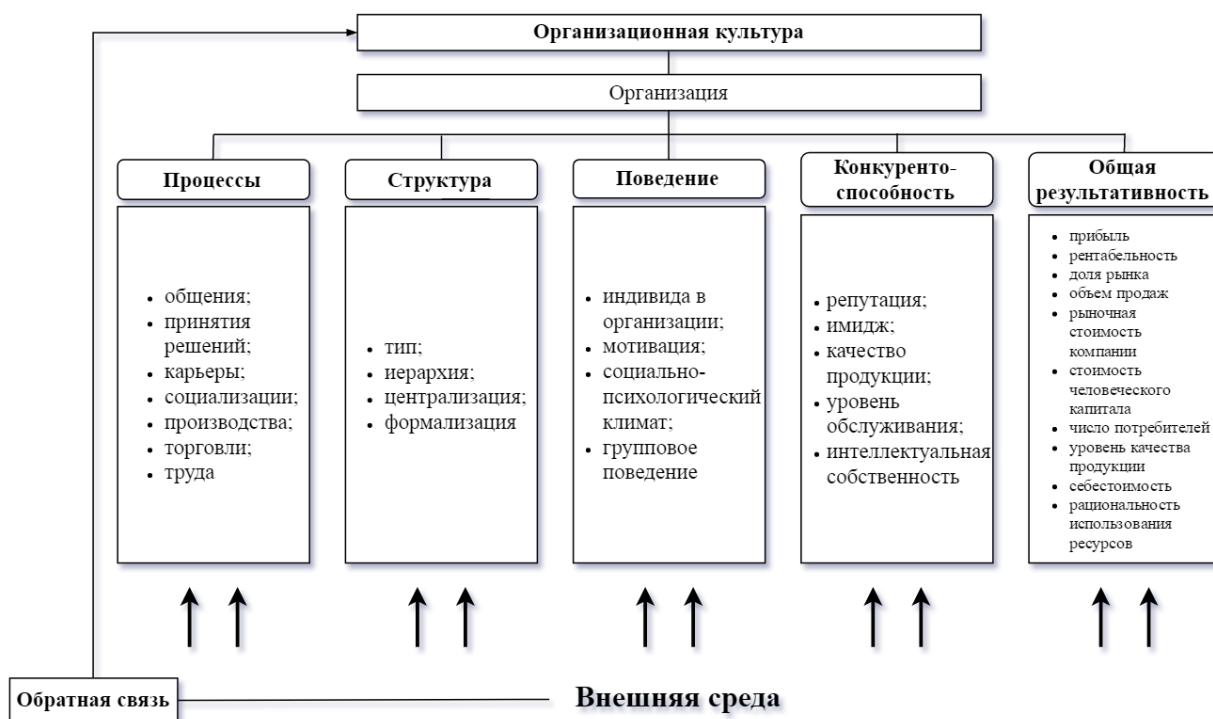 Организационная культура
Организация
Процессы
Структура
Поведение
Конкуренто-
способность
Общая
результативность
• общения;
• принятия
решений;
• карьеры;
• социализации;
• производства;
• торговли;
• труда
• тип;
• иерархия;
• централизация;
• формализация
• индивида в
организации;
• мотивация;
• социально-
психологический
климат;
• групповое
поведение
• репутация;
• имидж;
• качество
продукции;
• уровень
обслуживания;
• интеллектуальная
собственность
• прибыль
• рентабельность
• доля рынка
• объем продаж
• рыночная
стоимость
компании
• стоимость
человеческого
капитала
• число потребителей
• уровень качества
продукции
• себестоимость
• рациональность
использования
ресурсов
Обратная связь
Внешняя среда